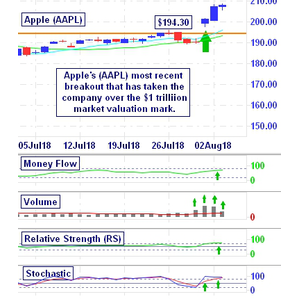 210.00
Apple (AAPL)
$194.30
200.00
190.00
180.00
Apple's (AAPL) most recent
breakout that has taken the
company over the $1 trilliion
market valuation mark.
170.00
160.00
150.00
05Jul18 12Jul18 19Jul18 26Jul18 02Aug18
Money Flow
100
0
Volume
0
Relative Strength (RS)
100
0
Stochastic
100
0